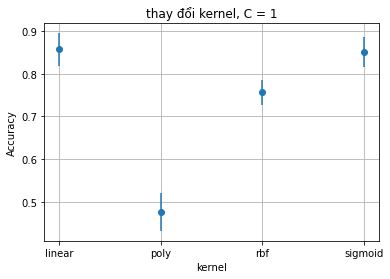 thay đổi kernel, C = 1
0.9
0.8
0.7
0.6
0.5
Accuracy
linear poly rbf sigmoid
kernel